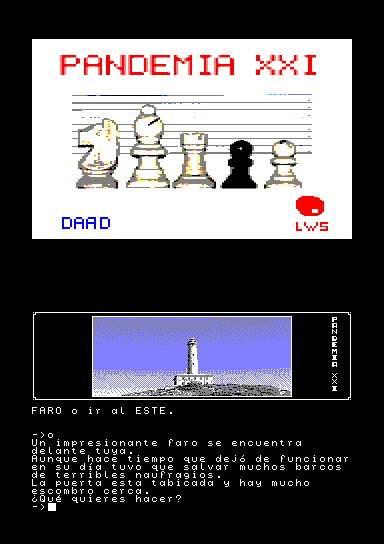 PANDEMIA XXI
DAAD
LWS
PANDEMIA XXI
FARO o ir al ESTE.
->o
Un impresionante faro se encuentra
delante tuya.
Aunque hace tiempo que dejó de funcionar
en su día tuvo que salvar muchos barcos
de terribles naufragios.
La puerta esta tabicada y hay mucho
escombro cerca.
¿Qué quieres hacer?
->